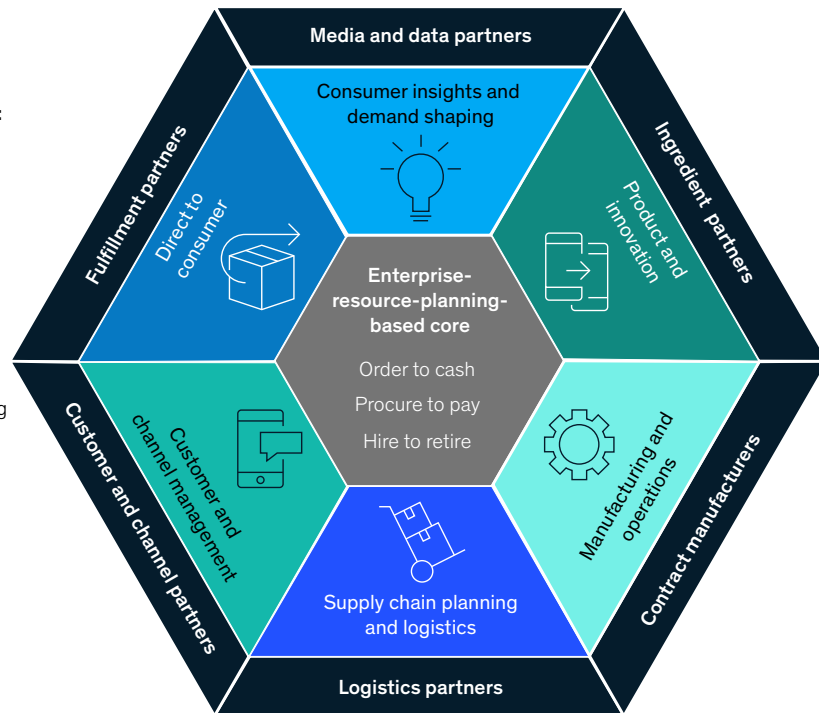 Media and data partners
Consumer insights and
demand shaping
:
Fulfillment partners
Direct to
consumer
Product and
innovation
Ingredient partners
Enterprise-
resource-planning-
based core
Order to cash
Procure to pay
Hire to retire
g
Customer and channel partners
Customer and
channel management
Manufacturing and
operations
Contract manufacturers
Supply chain planning
and logistics
Logistics partners